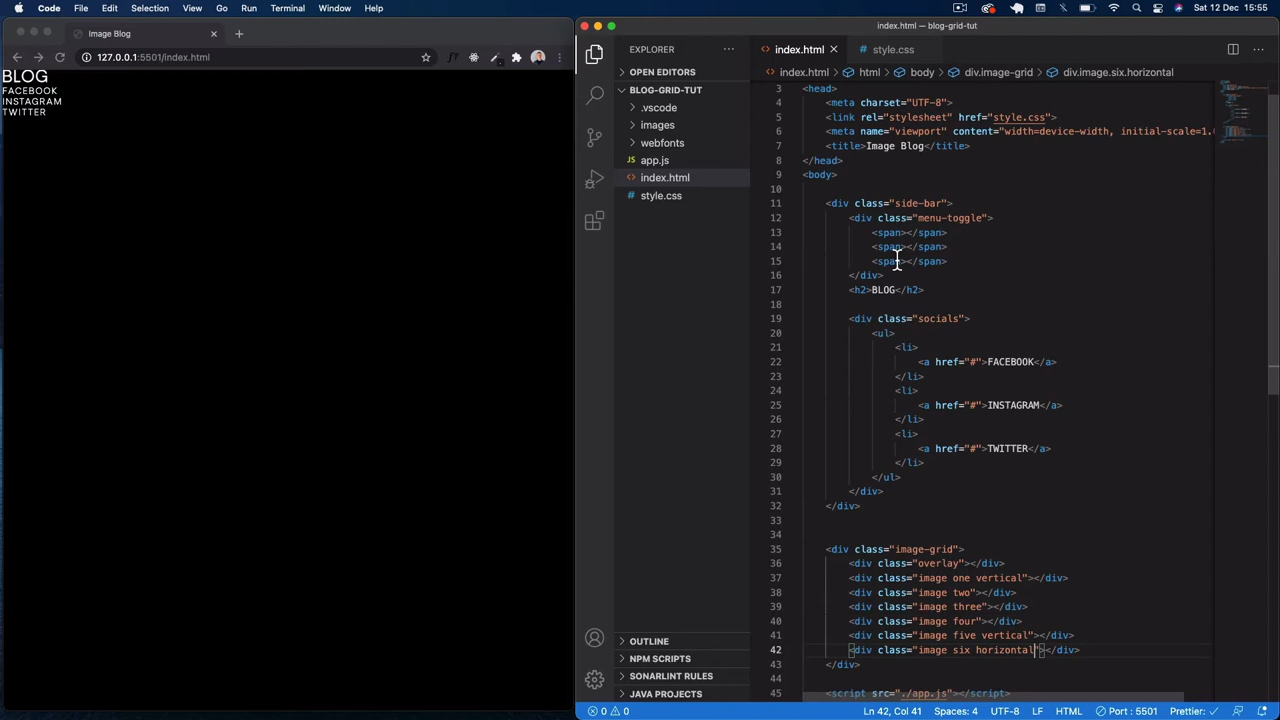 Code File Edit Selection View Go Run Terminal Window Help
Sat 12 Dec 15:55
Image Blog
127.0.0.1:5501/index.html
BLOG
FACEBOOK
INSTAGRAM
TWITTER
index.html — blog-grid-tut
EXPLORER
OPEN EDITORS
BLOG-GRID-TUT
.vscode
images
webfonts
app.js
index.html
style.css
OUTLINE
NPM SCRIPTS
SONARLINT RULES
JAVA PROJECTS
index.html style.css
index.html html body div.image-grid div.image.six.horizontal
3 <head>
4 <meta charset="UTF-8">
5 <link rel="stylesheet" href="style.css">
6 <meta name="viewport" content="width=device-width, initial-scale=1.0
7 <title>Image Blog</title>
8 </head>
9 <body>
10
11 <div class="side-bar">
12 <div class="menu-toggle">
13 <span></span>
14 <span></span>
15 <span></span>
16 </div>
17 <h2>BLOG</h2>
18
19 <div class="socials">
20 <ul>
21 <li>
22 <a href="#">FACEBOOK</a>
23 </li>
24 <li>
25 <a href="#">INSTAGRAM</a>
26 </li>
27 <li>
28 <a href="#">TWITTER</a>
29 </li>
30 </ul>
31 </div>
32 </div>
33
34
35 <div class="image-grid">
36 <div class="overlay"></div>
37 <div class="image one vertical"></div>
38 <div class="image two"></div>
39 <div class="image three"></div>
40 <div class="image four"></div>
41 <div class="image five vertical"></div>
42 <div class="image six horizontal"></div>
43 </div>
44
45 <script src="./app.js"></script>
0 0 Ln 42, Col 41 Spaces: 4 UTF-8 LF HTML Port : 5501 Prettier: